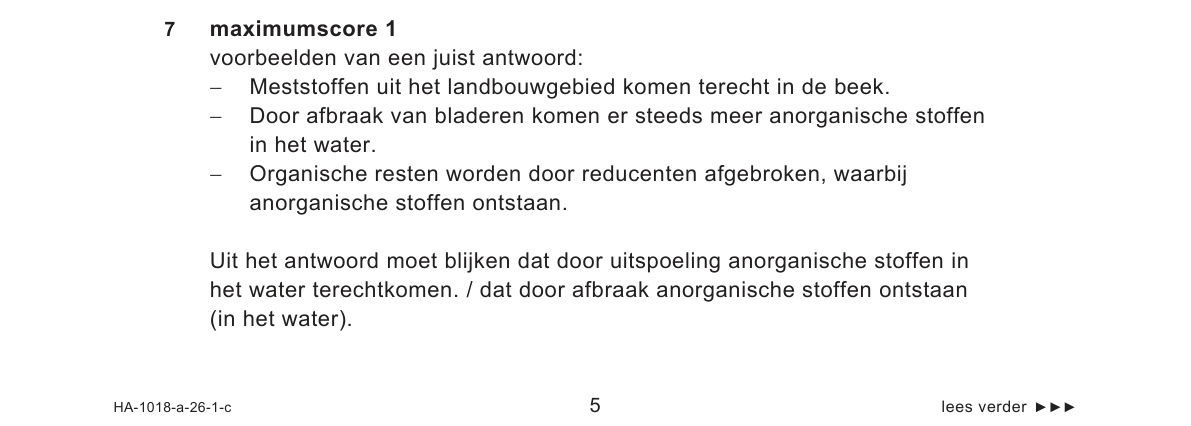 7 maximumscore 1
voorbeelden van een juist antwoord:
– Meststoffen uit het landbouwgebied komen terecht in de beek.
– Door afbraak van bladeren komen er steeds meer anorganische stoffen
in het water.
– Organische resten worden door reducenten afgebroken, waarbij
anorganische stoffen ontstaan.
Uit het antwoord moet blijken dat door uitspoeling anorganische stoffen in
het water terechtkomen. / dat door afbraak anorganische stoffen ontstaan
(in het water).
HA-1018-a-26-1-c 5 lees verder ►►►